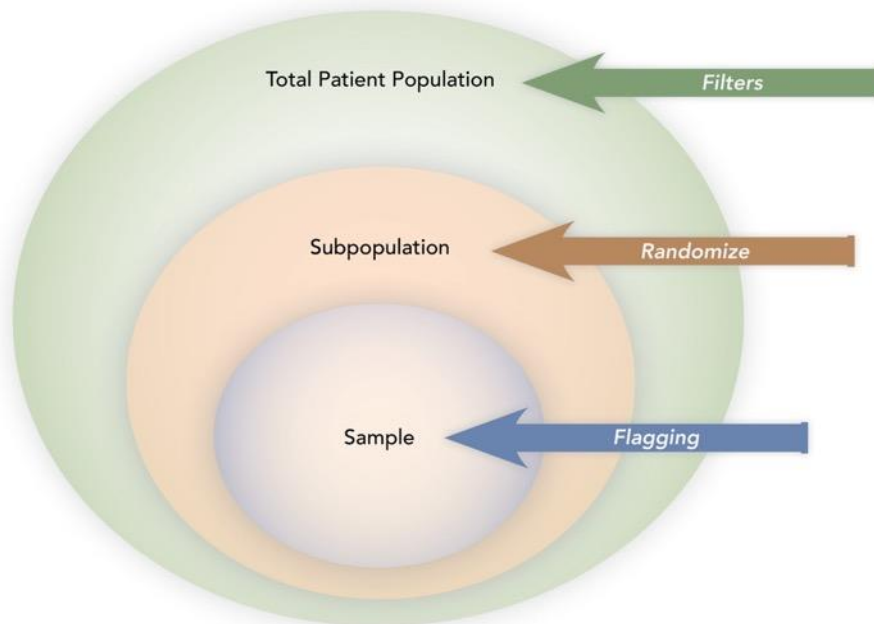 Total Patient Population
Filters
Subpopulation
Randomize
Sample
Flagging